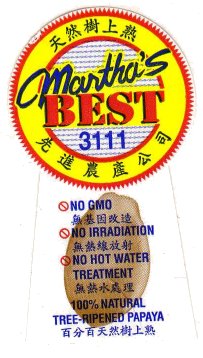 天然樹上熟
Martha's
BEST
3111
先進農產公司
NO GMO
無基因改造
NO IRRADIATION
無熱線放射
NO HOT WATER
TREATMENT
無熱水處理
100% NATURAL
TREE-RIPENED PAPAYA
百分百天然樹上熟